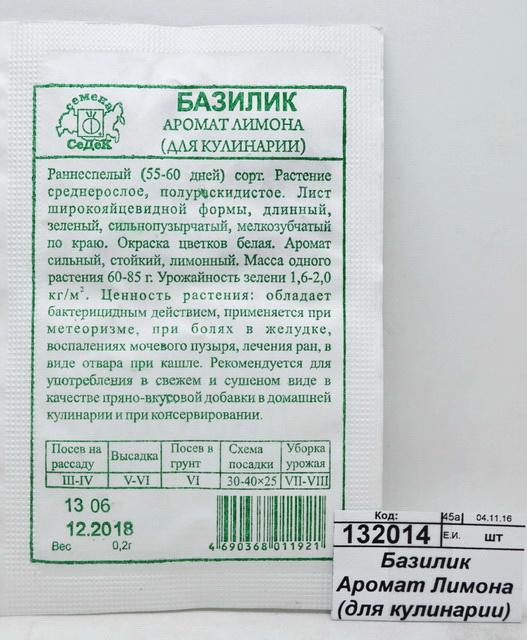 семена
СеДеК
БАЗИЛИК
АРОМАТ ЛИМОНА
(ДЛЯ КУЛИНАРИИ)
Раннеспелый (55-60 дней) сорт. Растение
среднерослое, полураскидистое. Лист
широкояйцевидной формы, длинный,
зеленый, сильнопузырчатый, мелкозубчатый
по краю. Окраска цветков белая. Аромат
сильный, стойкий, лимонный. Масса одного
растения 60-85 г. Урожайность зелени 1,6-2,0
кг/м². Ценность растения: обладает
бактерицидным действием, применяется при
метеоризме, при болях в желудке,
воспалениях мочевого пузыря, лечения ран, в
виде отвара при кашле. Рекомендуется для
употребления в свежем и сушеном виде в
качестве пряно-вкусовой добавки в домашней
кулинарии и при консервировании.
Посев на рассаду Высадка Посев в грунт Схема посадки Уборка урожая
III-IV V-VI VI 30-40×25 VII-VIII
13 06
12.2018
Вес 0,2г
4 690368 011921
Код: 45а 04.11.16
132014 Е.И. шт
Базилик
Аромат Лимона
(для кулинарии)